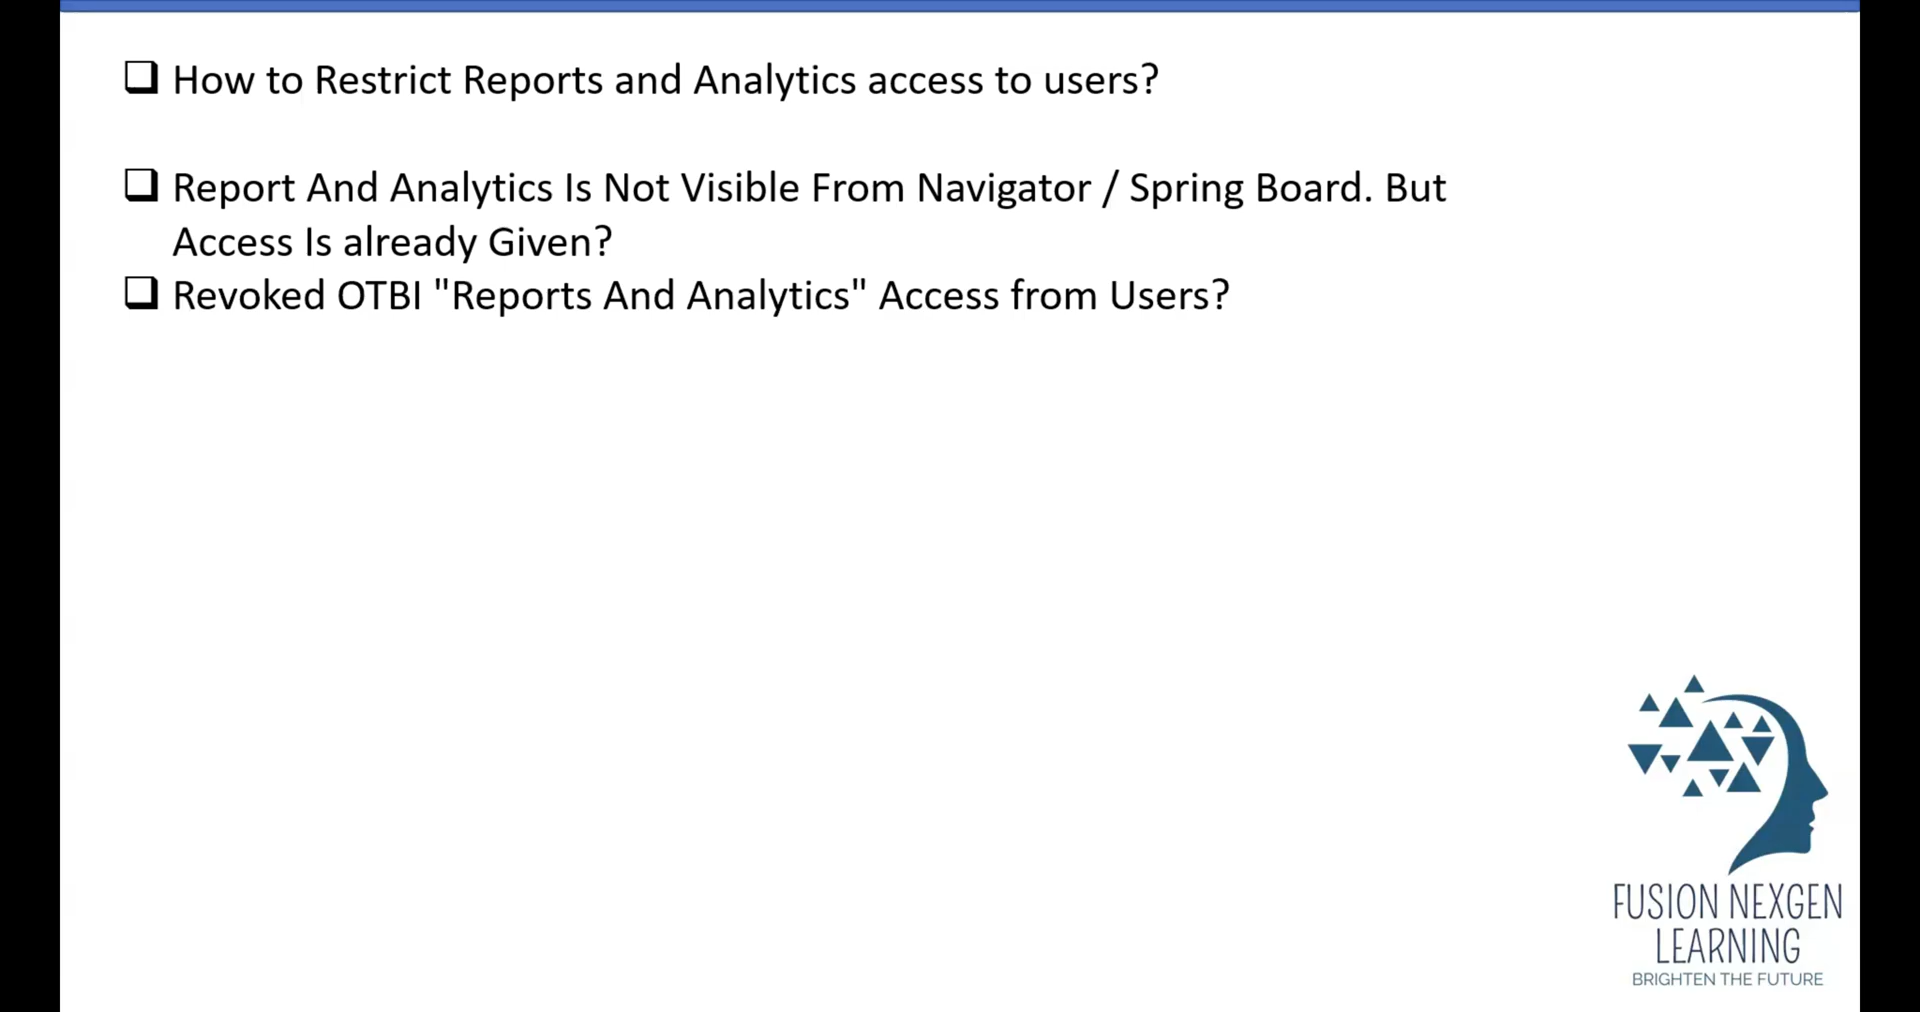 How to Restrict Reports and Analytics access to users?
Report And Analytics Is Not Visible From Navigator / Spring Board. But
Access Is already Given?
Revoked OTBI "Reports And Analytics" Access from Users?
FUSION NEXGEN
LEARNING
BRIGHTEN THE FUTURE